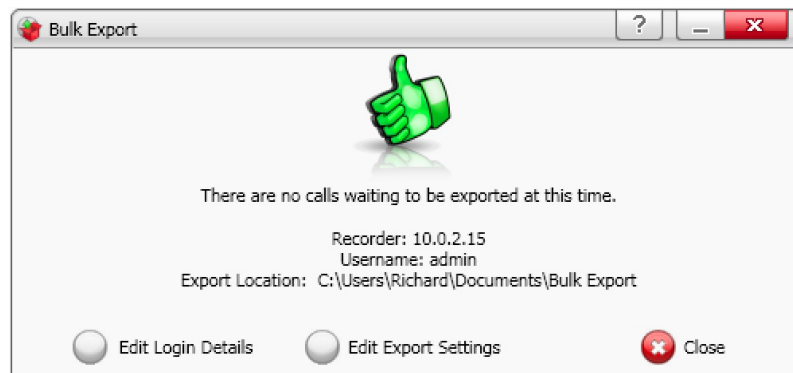 Bulk Export
?
There are no calls waiting to be exported at this time.
Recorder: 10.0.2.15
Username: admin
Export Location: C:\Users\Richard\Documents\Bulk Export
Edit Login Details
Edit Export Settings
Close